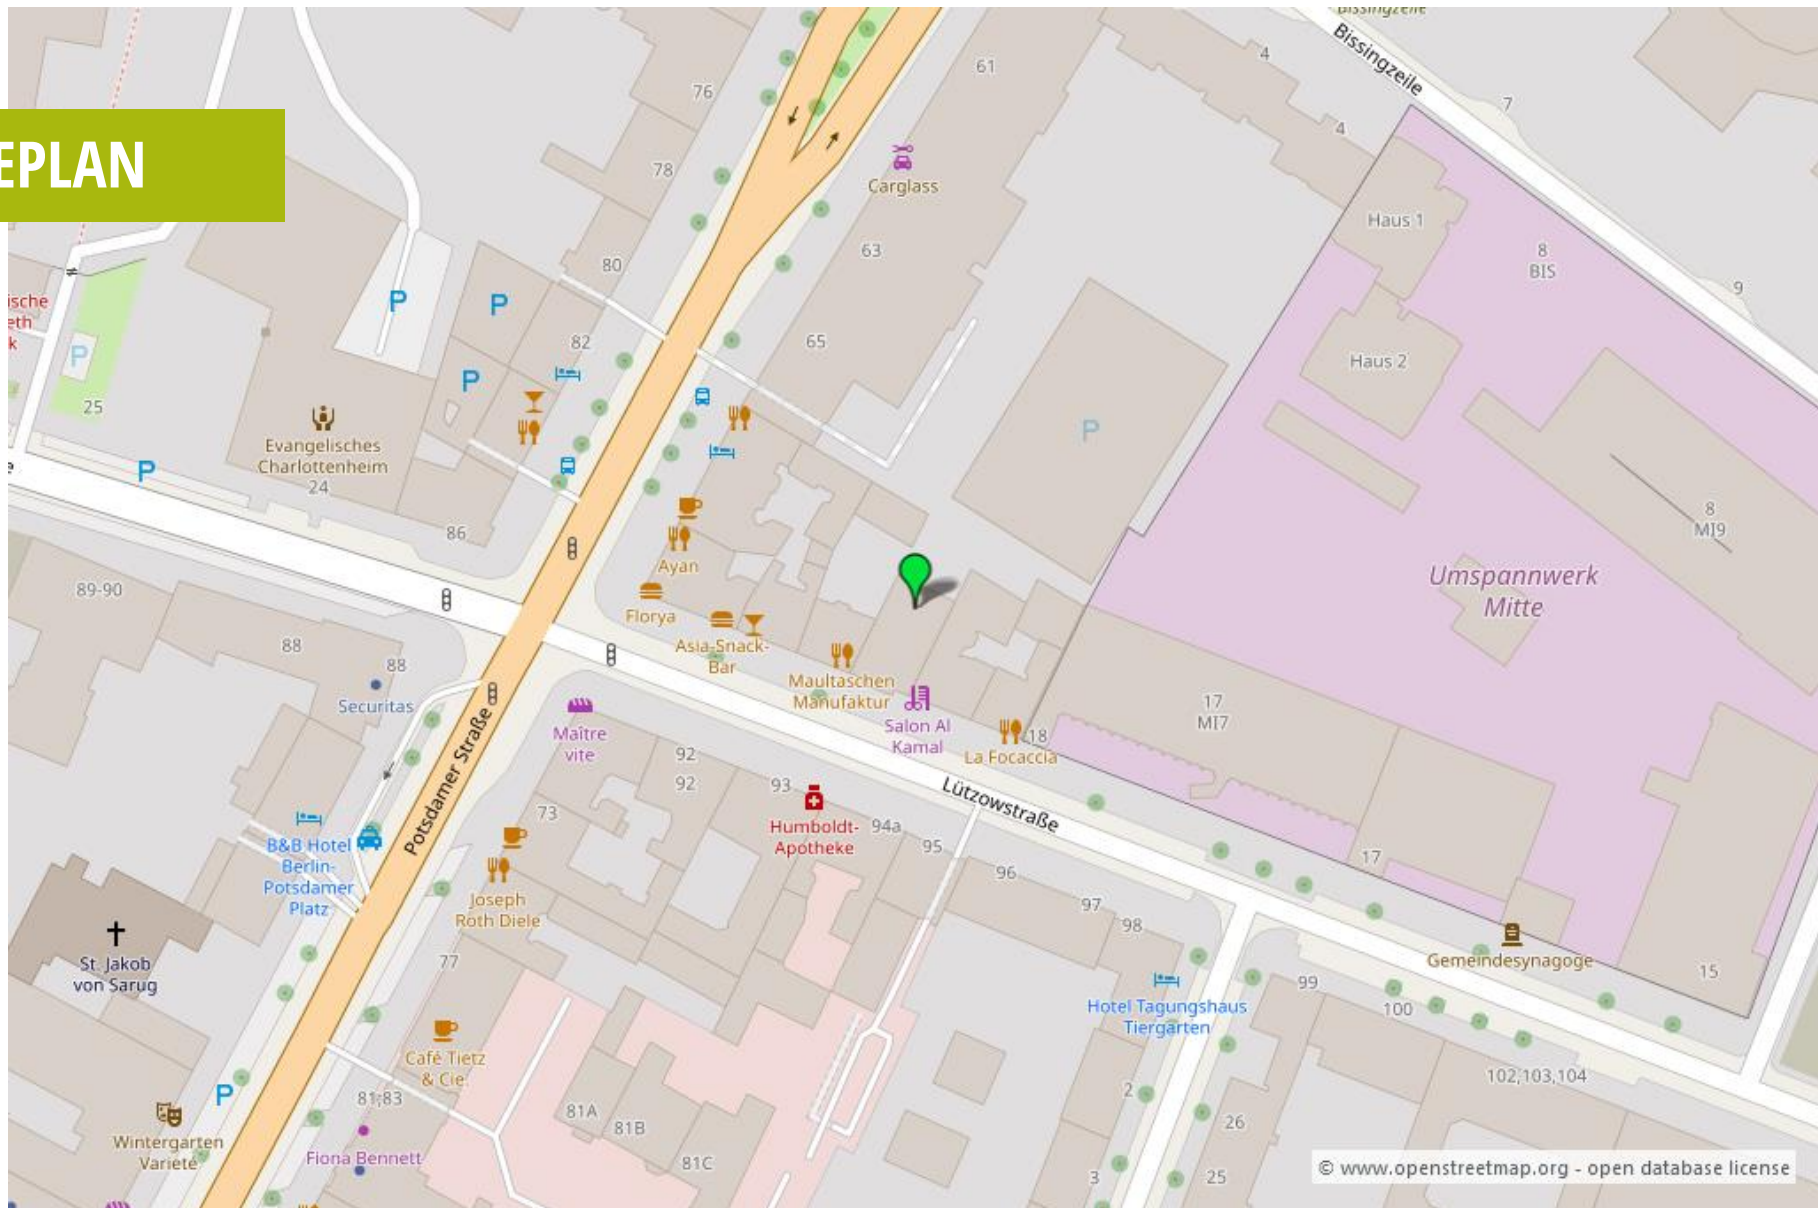 Bissingzeile
Bissingzeile
61
4
76
7
4
EPLAN
78
Carglass
Haus 1
63
8
BIS
80
9
ische
eth
k
P
P
82
65
Haus 2
P
P
25
P
Evangelisches
Charlottenheim
24
P
86
8
MI9
Ayan
Umspannwerk
Mitte
89-90
Florya
88
Asia-Snack-
Bar
88
Maultaschen
Manufaktur
Securitas
17
MI7
Salon Al
Kamal
18
La Focaccia
Maître
vite
Potsdamer Straße
92
92
93
Lützowstraße
73
Humboldt-
Apotheke
94a
95
B&B Hotel
Berlin-
Potsdamer
Platz
17
96
Joseph
Roth Diele
97
98
Gemeindesynagoge
St. Jakob
von Sarug
77
15
99
Hotel Tagungshaus
Tiergarten
100
Café Tietz
& Cie.
102,103,104
P
81;83
81A
81B
2
26
Wintergarten
Varieté
Fiona Bennett
81C
3
25
© www.openstreetmap.org - open database license